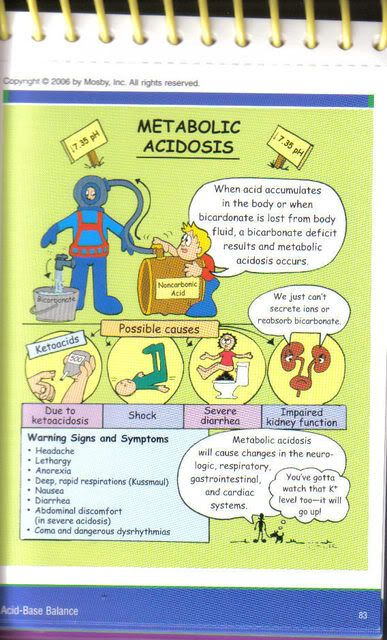 Copyright © 2006 by Mosby, Inc. All rights reserved.
METABOLIC
ACIDOSIS
↓7.35 pH
↓7.35 pH
When acid accumulates
in the body or when
bicardonate is lost from body
fluid, a bicarbonate deficit
results and metabolic
acidosis occurs.
Noncarbonic
Acid
Bicarbonate
We just can't
secrete ions or
reabsorb bicarbonate.
Possible causes
Ketoacids
500
Due to
ketoacidosis
Shock
Severe
diarrhea
Impaired
kidney function
Warning Signs and Symptoms
• Headache
• Lethargy
• Anorexia
• Deep, rapid respirations (Kussmaul)
• Nausea
• Diarrhea
• Abdominal discomfort
(in severe acidosis)
• Coma and dangerous dysrhythmias
Metabolic acidosis
will cause changes in the neuro-
logic, respiratory,
gastrointestinal,
and cardiac
systems.
You've gotta
watch that K+
level too—it will
go up!
Acid-Base Balance
83